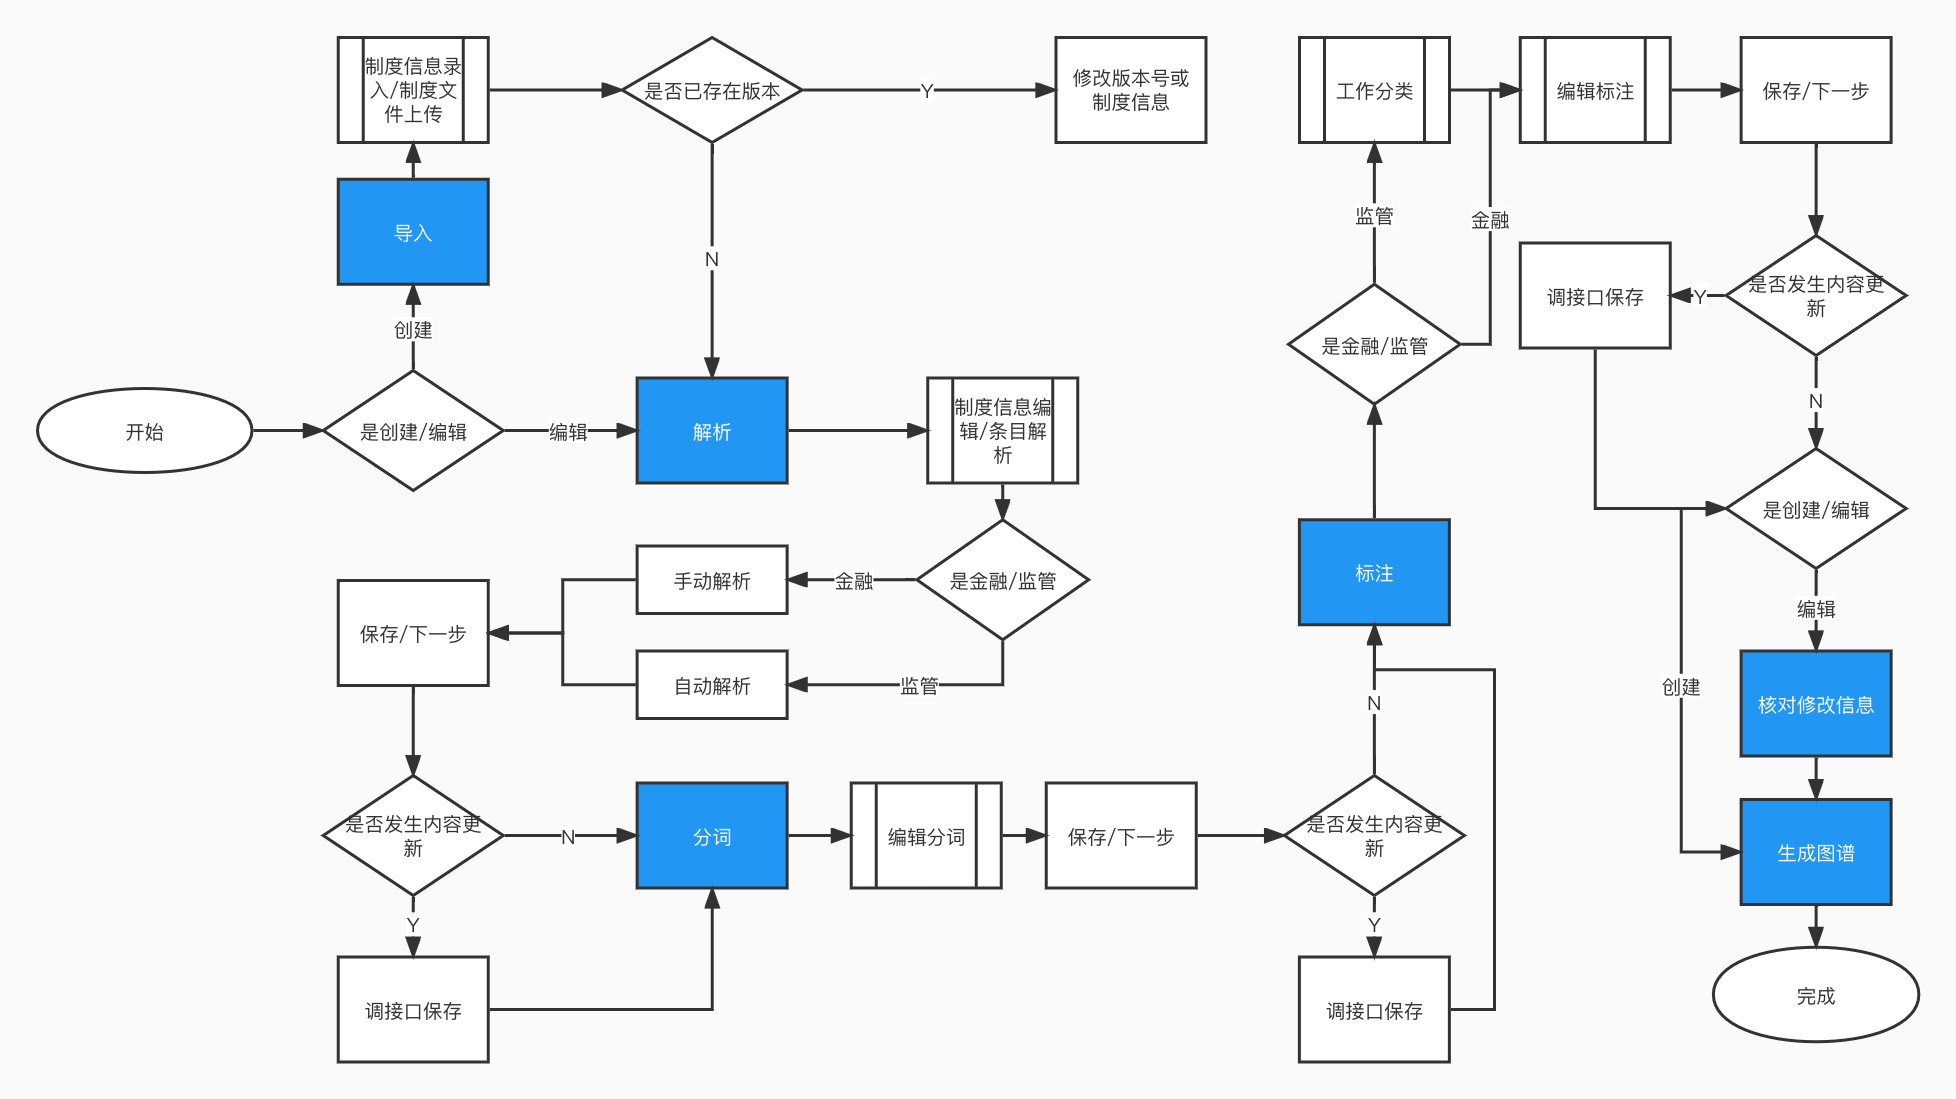 制度信息录
入/制度文
件上传
是否已存在版本
Y
修改版本号或
制度信息
工作分类
编辑标注
保存/下一步
导入
N
监管
金融
创建
是金融/监管
调接口保存
Y
是否发生内容更
新
N
开始
是创建/编辑
编辑
解析
制度信息编
辑/条目解
析
是创建/编辑
标注
编辑
手动解析
金融
是金融/监管
保存/下一步
自动解析
监管
N
创建
核对修改信息
是否发生内容更
新
N
分词
编辑分词
保存/下一步
是否发生内容更
新
生成图谱
Y
Y
调接口保存
调接口保存
完成